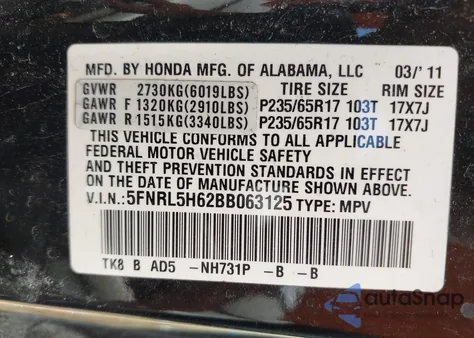 MFD. BY HONDA MFG. OF ALABAMA, LLC 03/' 11
GVWR 2730KG(6019LBS) TIRE SIZE RIM SIZE
GAWR F 1320KG(2910LBS) P235/65R17 103T 17X7J
GAWR R 1515KG(3340LBS) P235/65R17 103T 17X7J
THIS VEHICLE CONFORMS TO ALL APPLICABLE
FEDERAL MOTOR VEHICLE SAFETY
AND THEFT PREVENTION STANDARDS IN EFFECT
ON THE DATE OF MANUFACTURE SHOWN ABOVE.
V.I.N.:5FNRL5H62BB063125 TYPE: MPV
TK8 B AD5 -NH731P -B -B
autoSnap